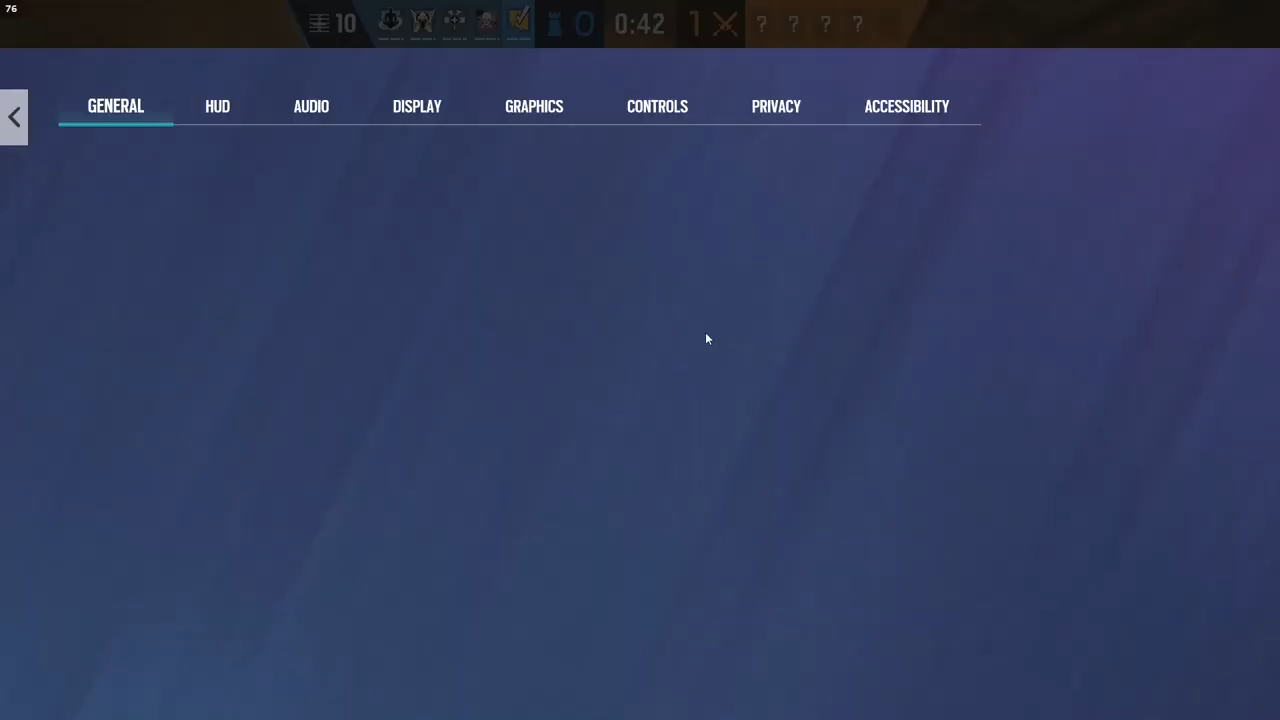 76
10 0 0:42 1 ? ? ? ?
GENERAL HUD AUDIO DISPLAY GRAPHICS CONTROLS PRIVACY ACCESSIBILITY